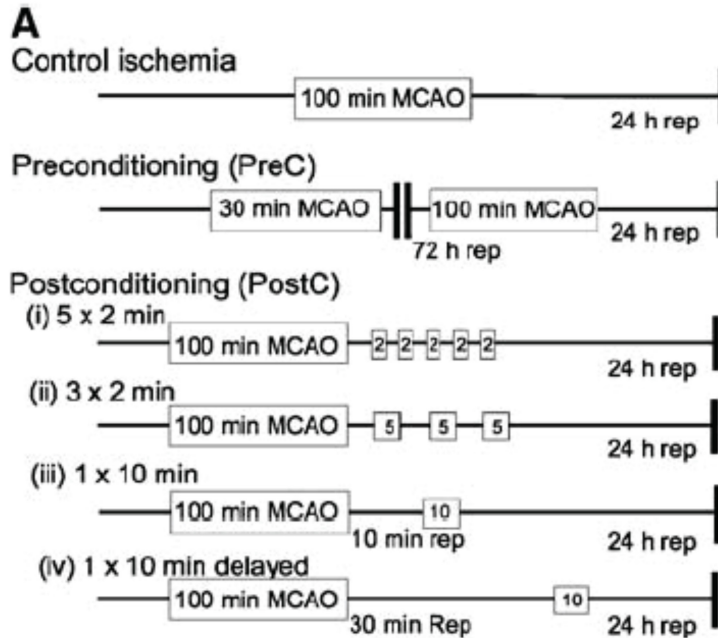 A
Control ischemia
100 min MCAO
24 h rep
Preconditioning (PreC)
30 min MCAO 100 min MCAO
72 h rep 24 h rep
Postconditioning (PostC)
(i) 5 x 2 min
100 min MCAO 2 2 2 2 2
24 h rep
(ii) 3 x 2 min
100 min MCAO 5 5 5
24 h rep
(iii) 1 x 10 min
100 min MCAO 10
10 min rep 24 h rep
(iv) 1 x 10 min delayed
100 min MCAO 10
30 min Rep 24 h rep